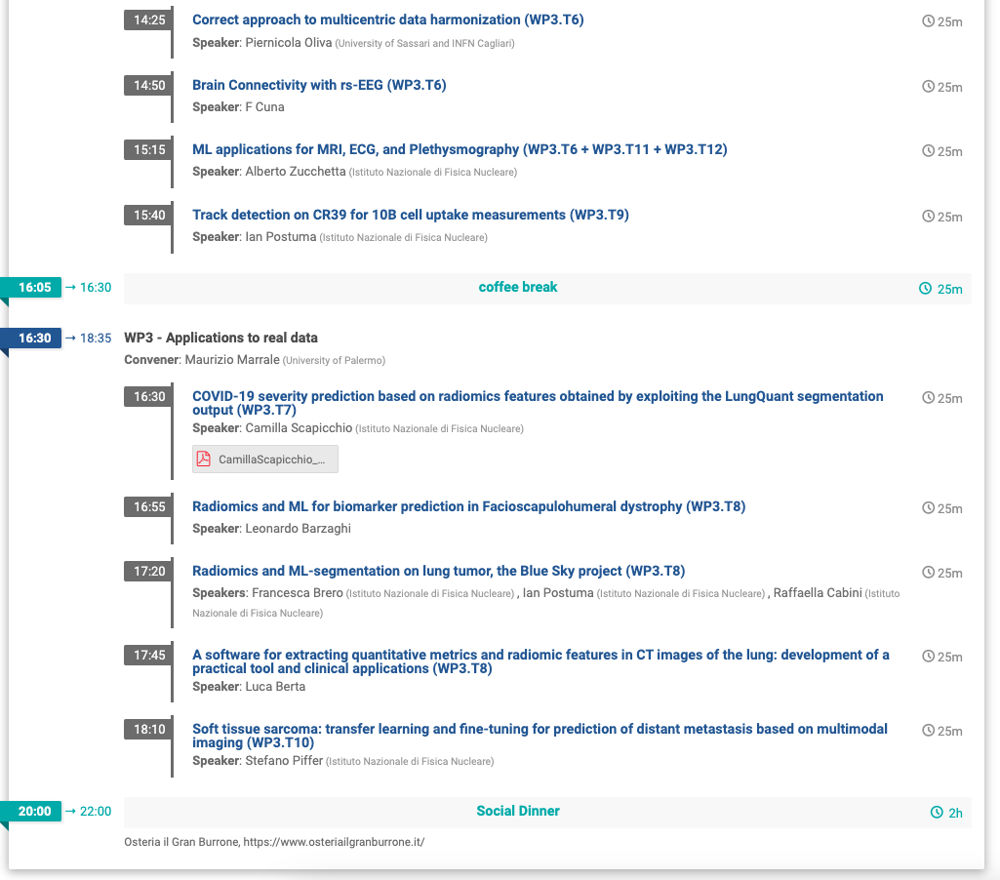 14:25 Correct approach to multicentric data harmonization (WP3.T6) 25m
Speaker: Piernicola Oliva (University of Sassari and INFN Cagliari)
14:50 Brain Connectivity with rs-EEG (WP3.T6) 25m
Speaker: F Cuna
15:15 ML applications for MRI, ECG, and Plethysmography (WP3.T6 + WP3.T11 + WP3.T12) 25m
Speaker: Alberto Zucchetta (Istituto Nazionale di Fisica Nucleare)
15:40 Track detection on CR39 for 10B cell uptake measurements (WP3.T9) 25m
Speaker: Ian Postuma (Istituto Nazionale di Fisica Nucleare)
16:05 → 16:30 coffee break 25m
16:30 → 18:35 WP3 - Applications to real data
Convener: Maurizio Marrale (University of Palermo)
16:30 COVID-19 severity prediction based on radiomics features obtained by exploiting the LungQuant segmentation 25m
output (WP3.T7)
Speaker: Camilla Scapicchio (Istituto Nazionale di Fisica Nucleare)
CamillaScapicchio_...
16:55 Radiomics and ML for biomarker prediction in Facioscapulohumeral dystrophy (WP3.T8) 25m
Speaker: Leonardo Barzaghi
17:20 Radiomics and ML-segmentation on lung tumor, the Blue Sky project (WP3.T8) 25m
Speakers: Francesca Brero (Istituto Nazionale di Fisica Nucleare) , Ian Postuma (Istituto Nazionale di Fisica Nucleare) , Raffaella Cabini (Istituto
Nazionale di Fisica Nucleare)
17:45 A software for extracting quantitative metrics and radiomic features in CT images of the lung: development of a 25m
practical tool and clinical applications (WP3.T8)
Speaker: Luca Berta
18:10 Soft tissue sarcoma: transfer learning and fine-tuning for prediction of distant metastasis based on multimodal 25m
imaging (WP3.T10)
Speaker: Stefano Piffer (Istituto Nazionale di Fisica Nucleare)
20:00 → 22:00 Social Dinner 2h
Osteria il Gran Burrone, https://www.osteriailgranburrone.it/